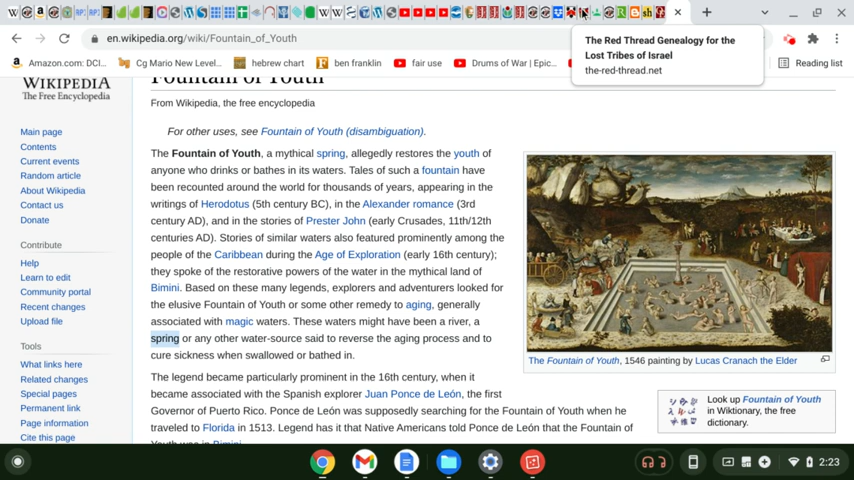 The Red Thread Genealogy for the
Lost Tribes of Israel
the-red-thread.net
en.wikipedia.org/wiki/Fountain_of_Youth
Amazon.com: DCI...
Cg Mario New Level...
hebrew chart
ben franklin
fair use
Drums of War | Epic...
Reading list
WIKIPEDIA
The Free Encyclopedia
Main page
Contents
Current events
Random article
About Wikipedia
Contact us
Donate
Contribute
Help
Learn to edit
Community portal
Recent changes
Upload file
Tools
What links here
Related changes
Special pages
Permanent link
Page information
Cite this page
Fountain of Youth
From Wikipedia, the free encyclopedia
For other uses, see Fountain of Youth (disambiguation).
The Fountain of Youth, a mythical spring, allegedly restores the youth of
anyone who drinks or bathes in its waters. Tales of such a fountain have
been recounted around the world for thousands of years, appearing in the
writings of Herodotus (5th century BC), in the Alexander romance (3rd
century AD), and in the stories of Prester John (early Crusades, 11th/12th
centuries AD). Stories of similar waters also featured prominently among the
people of the Caribbean during the Age of Exploration (early 16th century);
they spoke of the restorative powers of the water in the mythical land of
Bimini. Based on these many legends, explorers and adventurers looked for
the elusive Fountain of Youth or some other remedy to aging, generally
associated with magic waters. These waters might have been a river, a
spring or any other water-source said to reverse the aging process and to
cure sickness when swallowed or bathed in.
The Fountain of Youth, 1546 painting by Lucas Cranach the Elder
The legend became particularly prominent in the 16th century, when it
became associated with the Spanish explorer Juan Ponce de León, the first
Governor of Puerto Rico. Ponce de León was supposedly searching for the Fountain of Youth when he
traveled to Florida in 1513. Legend has it that Native Americans told Ponce de León that the Fountain of
Youth was in Bimini.
Look up Fountain of Youth
in Wiktionary, the free
dictionary.
2:23